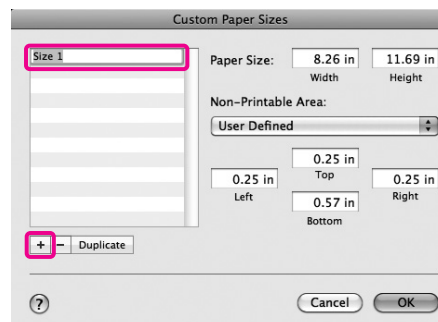 Custom Paper Sizes
Size 1
Paper Size:
8.26 in
11.69 in
Width
Height
Non-Printable Area:
User Defined
0.25 in
Top
0.25 in
Left
0.25 in
Right
0.57 in
Bottom
+ − Duplicate
? Cancel OK